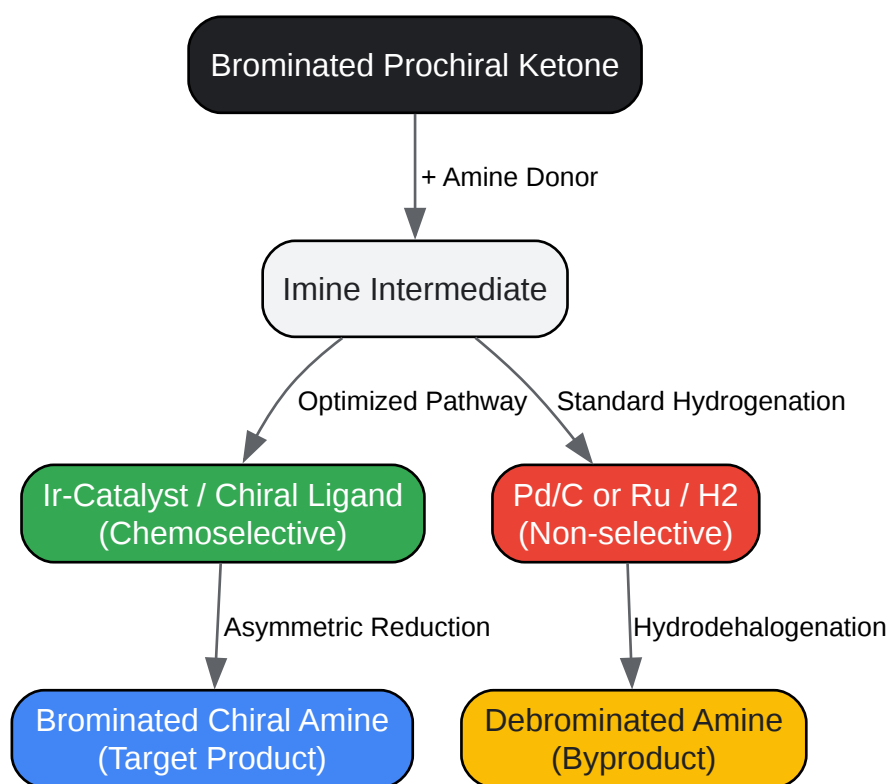 Brominated Prochiral Ketone
+ Amine Donor
Imine Intermediate
Optimized Pathway
Standard Hydrogenation
Ir-Catalyst / Chiral Ligand
(Chemoselective)
Pd/C or Ru / H2
(Non-selective)
Asymmetric Reduction
Hydrodehalogenation
Brominated Chiral Amine
(Target Product)
Debrominated Amine
(Byproduct)